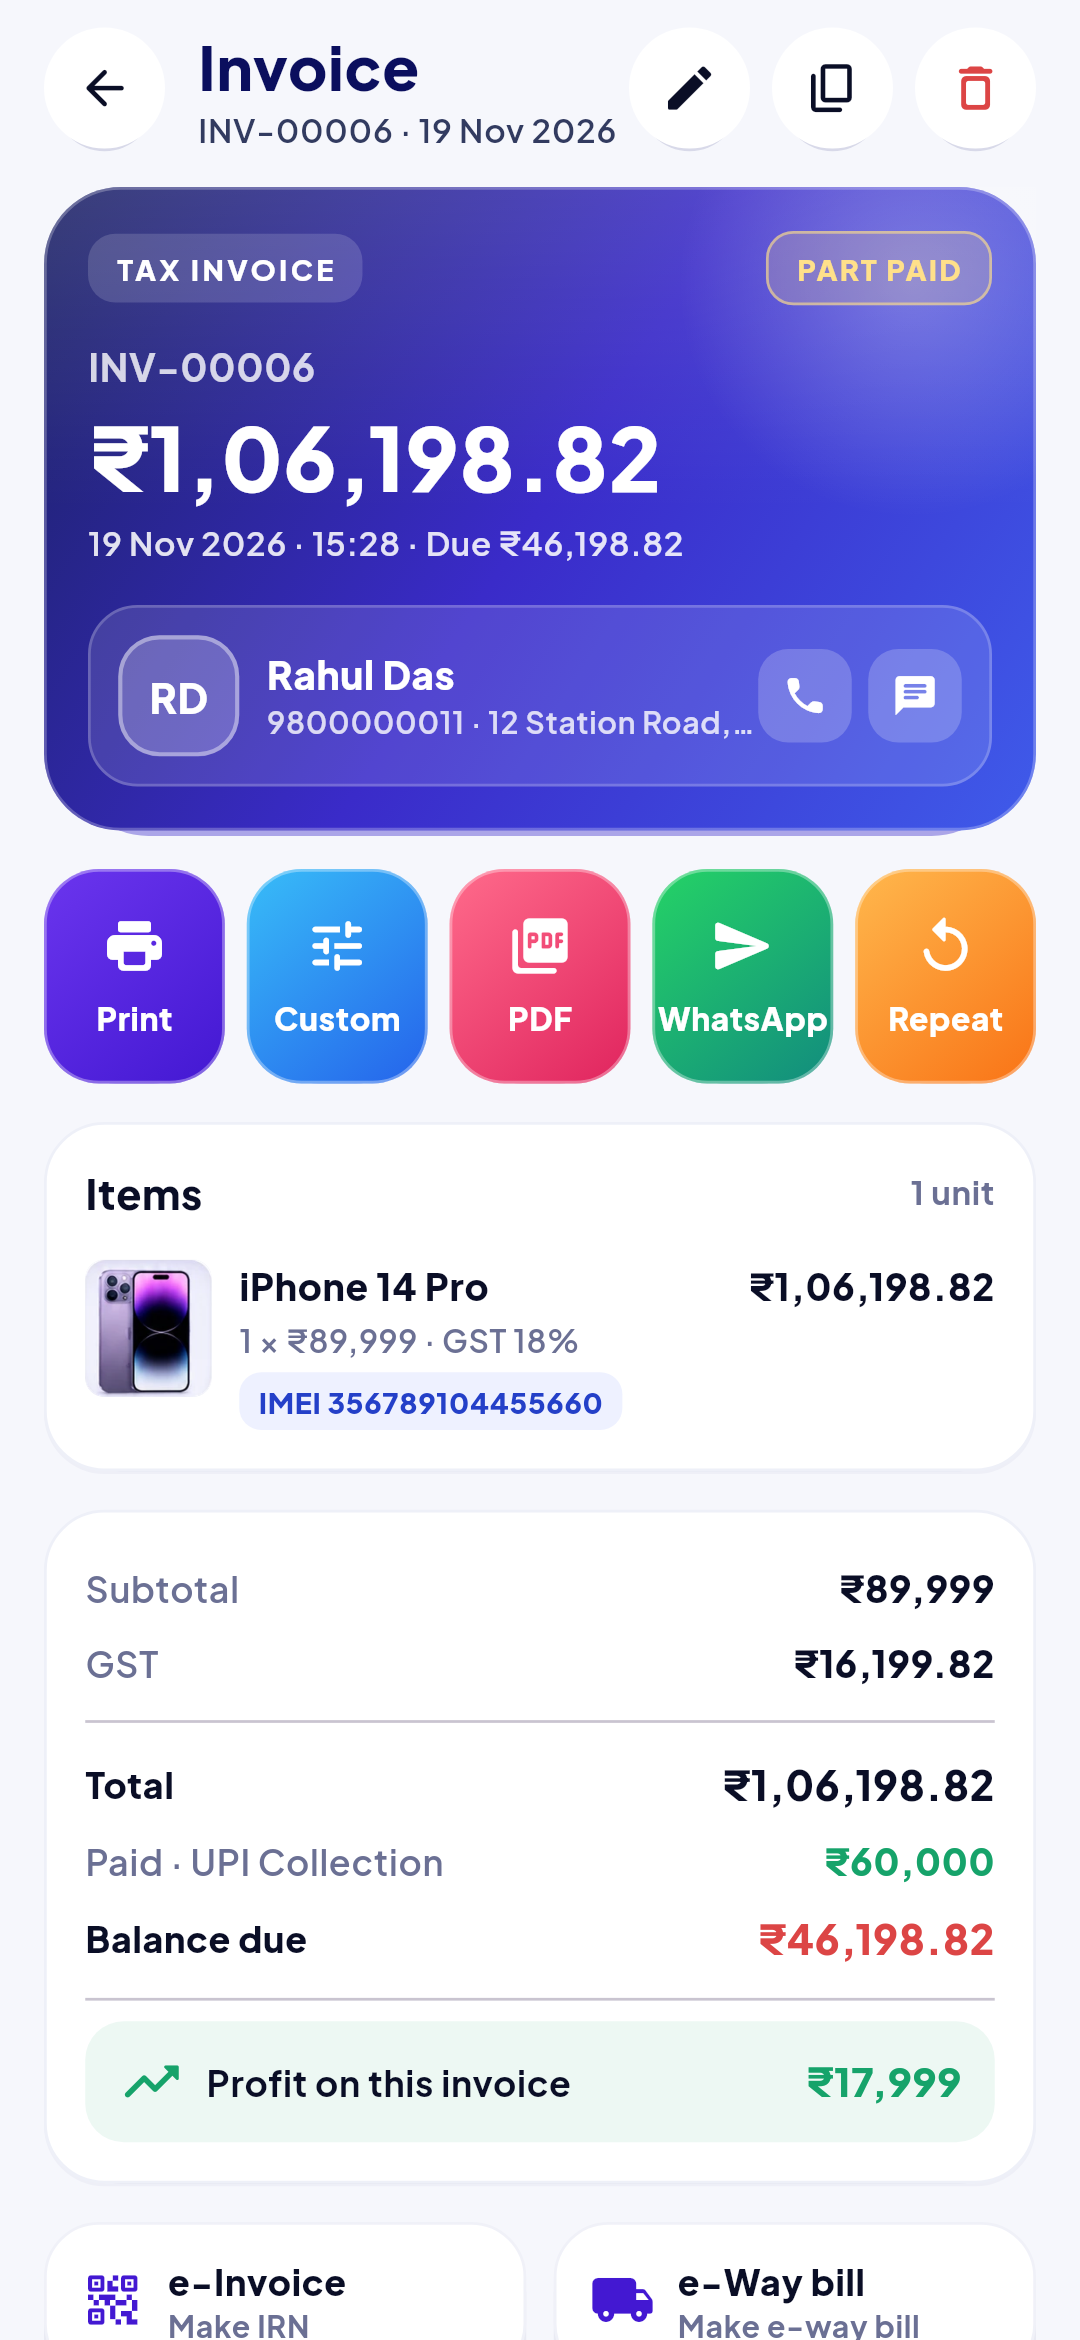 Invoice
INV-00006 · 19 Nov 2026
TAX INVOICE
PART PAID
INV-00006
₹1,06,198.82
19 Nov 2026 · 15:28 · Due ₹46,198.82
RD
Rahul Das
9800000011 · 12 Station Road,...
Print
Custom
PDF
PDF
WhatsApp
Repeat
Items
1 unit
iPhone 14 Pro
₹1,06,198.82
1 × ₹89,999 · GST 18%
IMEI 356789104455660
Subtotal
₹89,999
GST
₹16,199.82
Total
₹1,06,198.82
Paid · UPI Collection
₹60,000
Balance due
₹46,198.82
Profit on this invoice
₹17,999
e-Invoice
Make IRN
e-Way bill
Make e-way bill